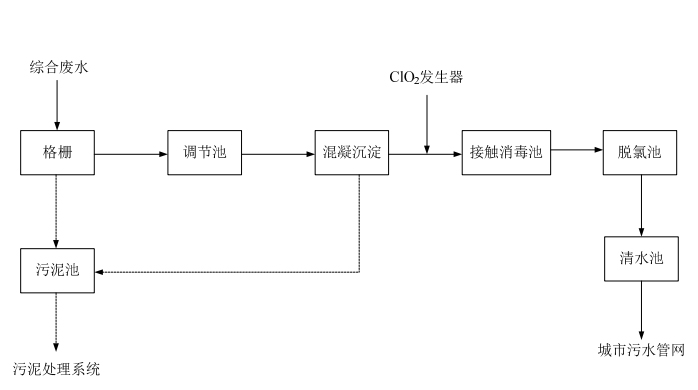 综合废水
ClO₂发生器
格栅
调节池
混凝沉淀
接触消毒池
脱氯池
污泥池
清水池
污泥处理系统
城市污水管网